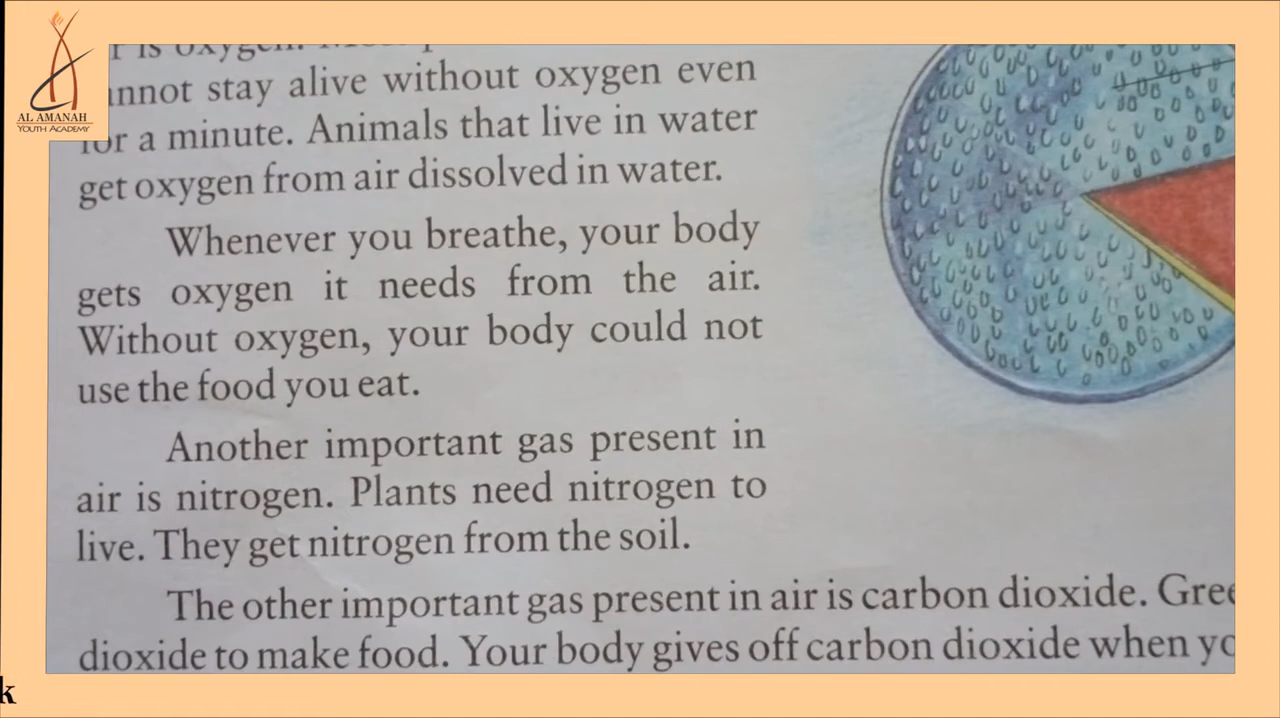 AL AMANAH
YOUTH ACADEMY
is oxygen.
stay alive without oxygen even
for a minute. Animals that live in water
get oxygen from air dissolved in water.
Whenever you breathe, your body
gets oxygen it needs from the air.
Without oxygen, your body could not
use the food you eat.
Another important gas present in
air is nitrogen. Plants need nitrogen to
live. They get nitrogen from the soil.
The other important gas present in air is carbon dioxide.
dioxide to make food. Your body gives off carbon dioxide when
k